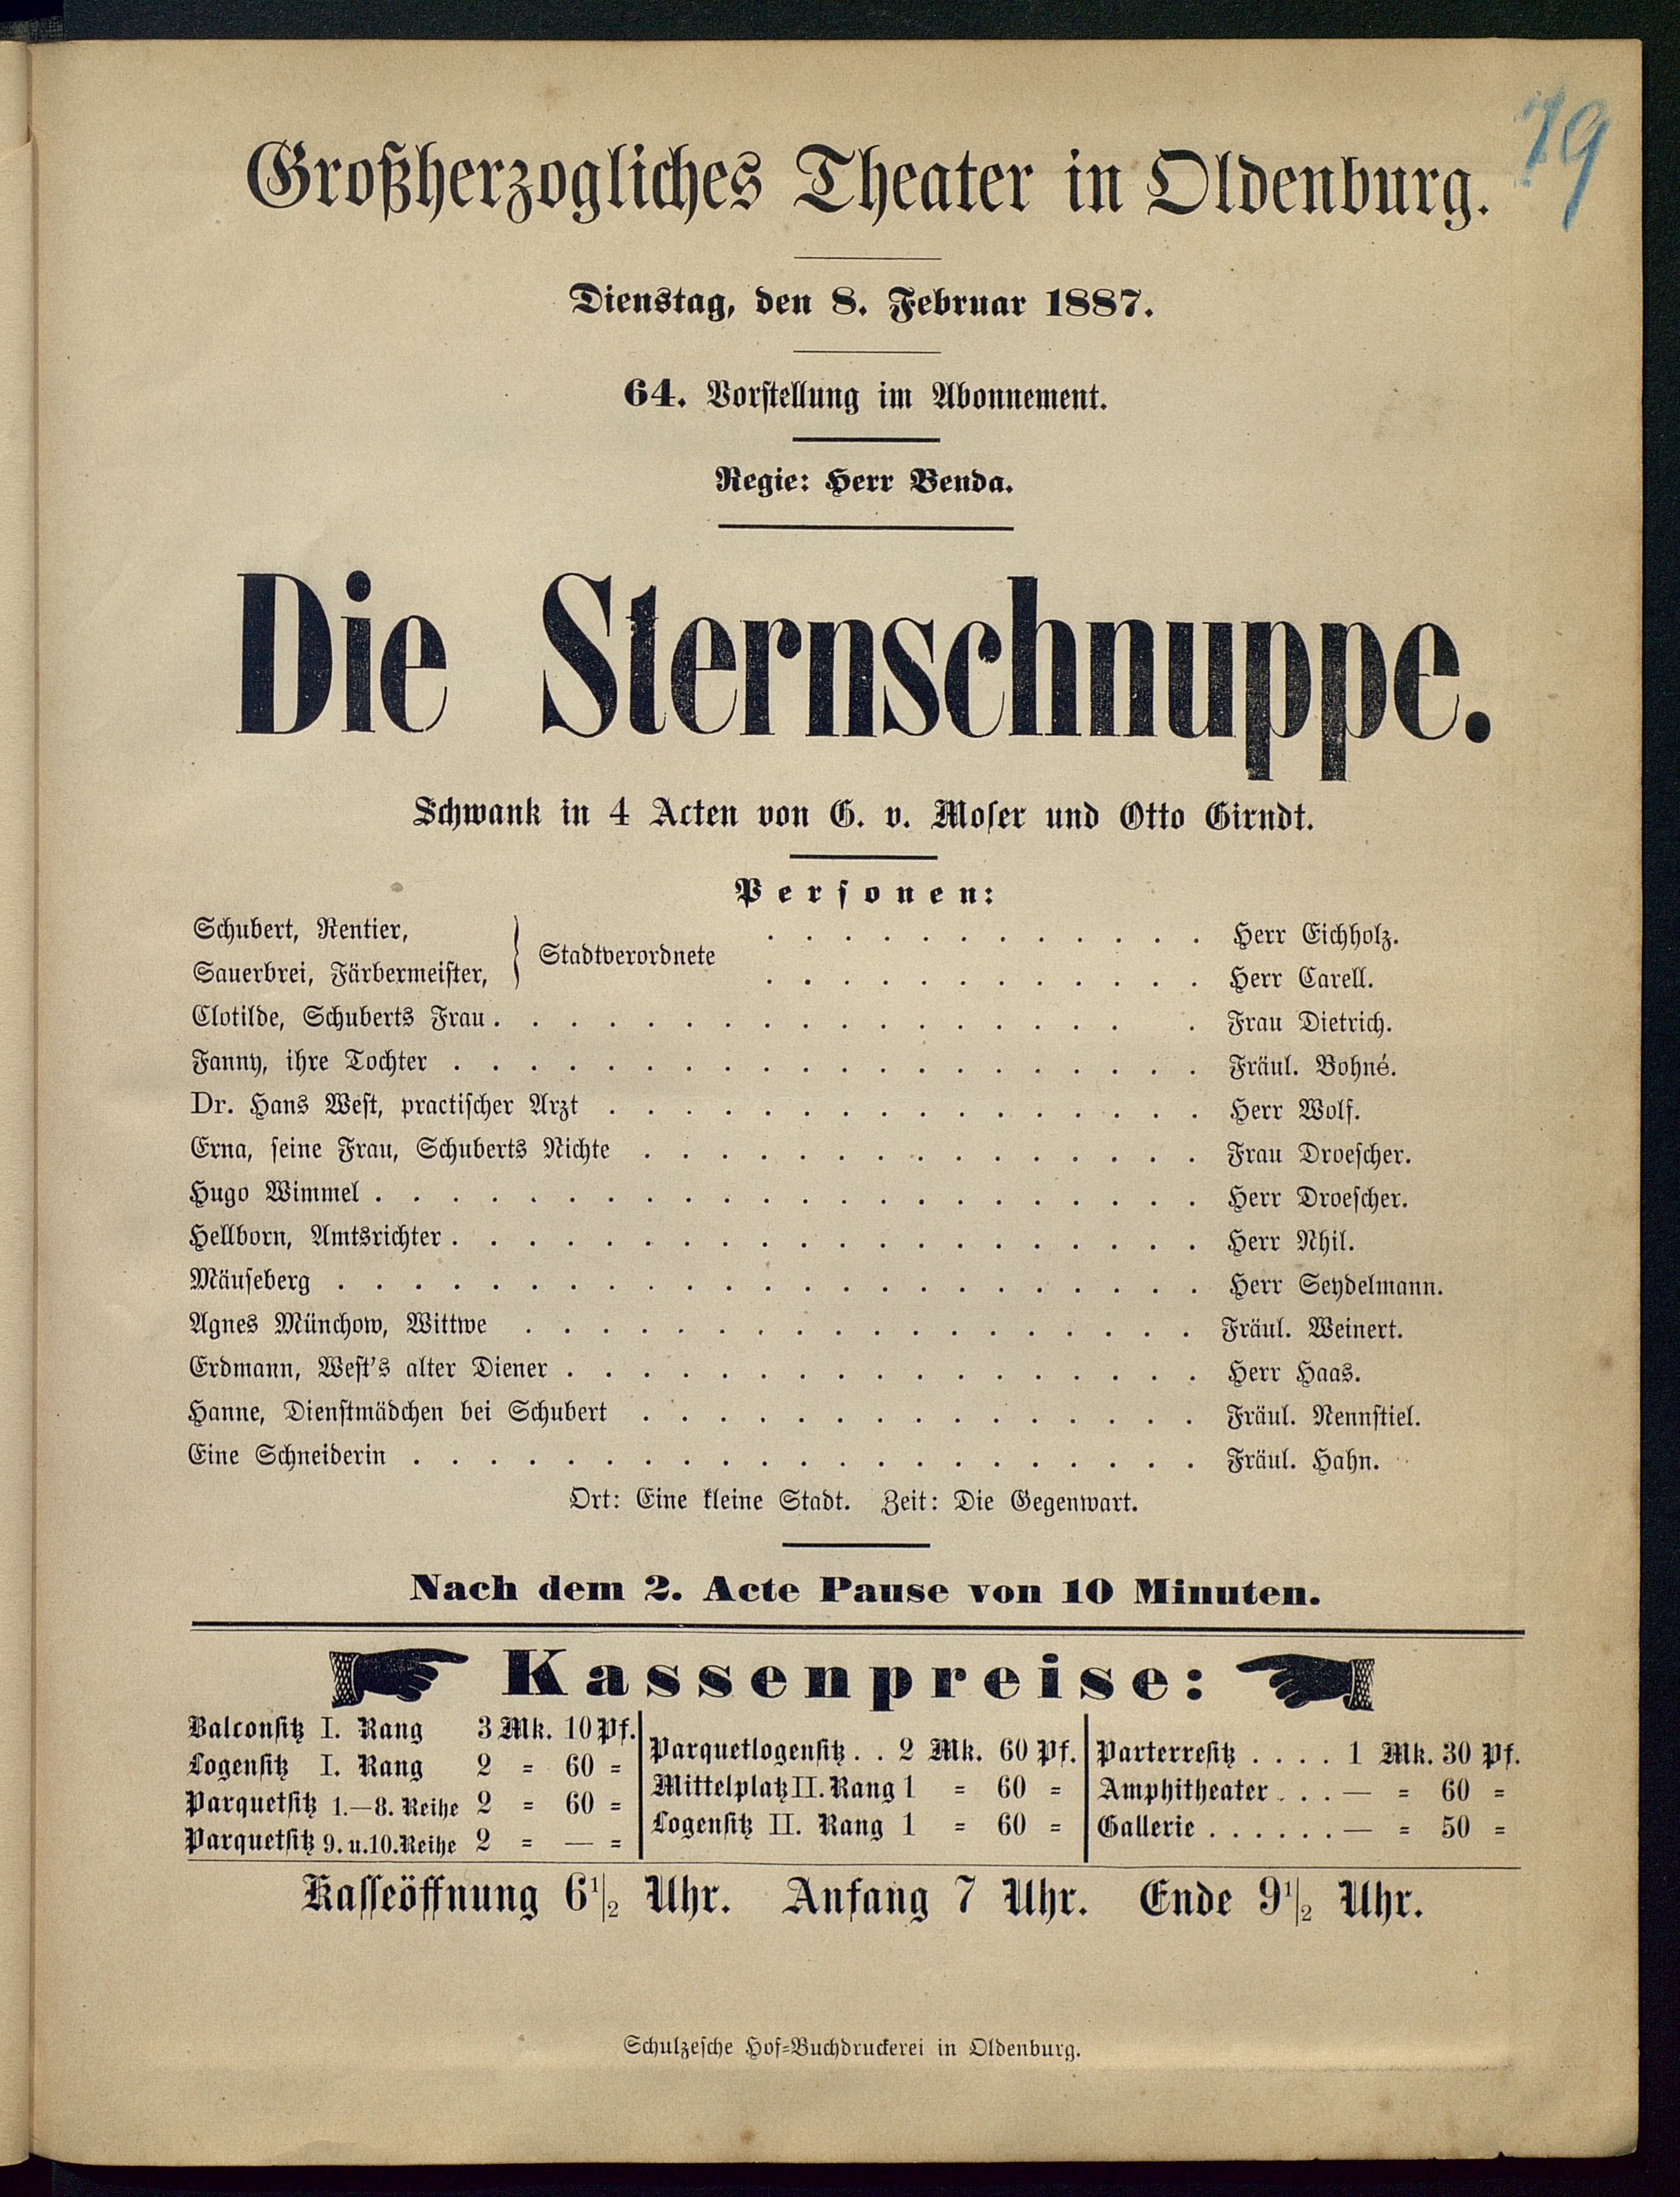 79
Großherzogliches Theater in Oldenburg.
Dienstag, den 8. Februar 1887.
64. Vorstellung im Abonnement.
Regie: Herr Benda.
Die Sternschnuppe.
Schwank in 4 Acten von G. v. Moser und Otto Girndt.
Personen:
Schubert, Rentier, } Stadtverordnete . . . . . . . . . . . . Herr Eichholz.
Sauerbrei, Färbermeister, } . . . . . . . . . . . . Herr Carell.
Clotilde, Schuberts Frau . . . . . . . . . . . . . . . . . . Herr Dietrich.
Fanny, ihre Tochter . . . . . . . . . . . . . . . . . . . . Fräul. Bohné.
Dr. Hans West, practischer Arzt . . . . . . . . . . . . . . . . Herr Wolf.
Erna, seine Frau, Schuberts Nichte . . . . . . . . . . . . . . . Frau Droescher.
Hugo Wimmel . . . . . . . . . . . . . . . . . . . . . . Herr Droescher.
Hellborn, Amtsrichter . . . . . . . . . . . . . . . . . . . . Herr Rhil.
Mäuseberg . . . . . . . . . . . . . . . . . . . . . . . Herr Seydelmann.
Agnes Münchow, Wittwe . . . . . . . . . . . . . . . . . . Fräul. Weinert.
Erdmann, West's alter Diener . . . . . . . . . . . . . . . . . Herr Haas.
Hanne, Dienstmädchen bei Schubert . . . . . . . . . . . . . . . Fräul. Nennstiel.
Eine Schneiderin . . . . . . . . . . . . . . . . . . . . . Fräul. Hahn.
Ort: Eine kleine Stadt. Zeit: Die Gegenwart.
Nach dem 2. Acte Pause von 10 Minuten.
Kassenpreise:
Balconsitz I. Rang 3 Mk. 10 Pf.
Logensitz I. Rang 2 = 60 =
Parquetsitz 1.—8. Reihe 2 = 60 =
Parquetsitz 9. u. 10. Reihe 2 = — =
Parquetlogensitz . . 2 Mk. 60 Pf.
Mittelplatz II. Rang 1 = 60 =
Logensitz II. Rang 1 = 60 =
Parterresitz . . . . 1 Mk. 30 Pf.
Amphitheater . . . — = 60 =
Gallerie . . . . . . — = 50 =
Kasseöffnung 6 1/2 Uhr. Anfang 7 Uhr. Ende 9 1/2 Uhr.
Schulzesche Hof=Buchdruckerei in Oldenburg.